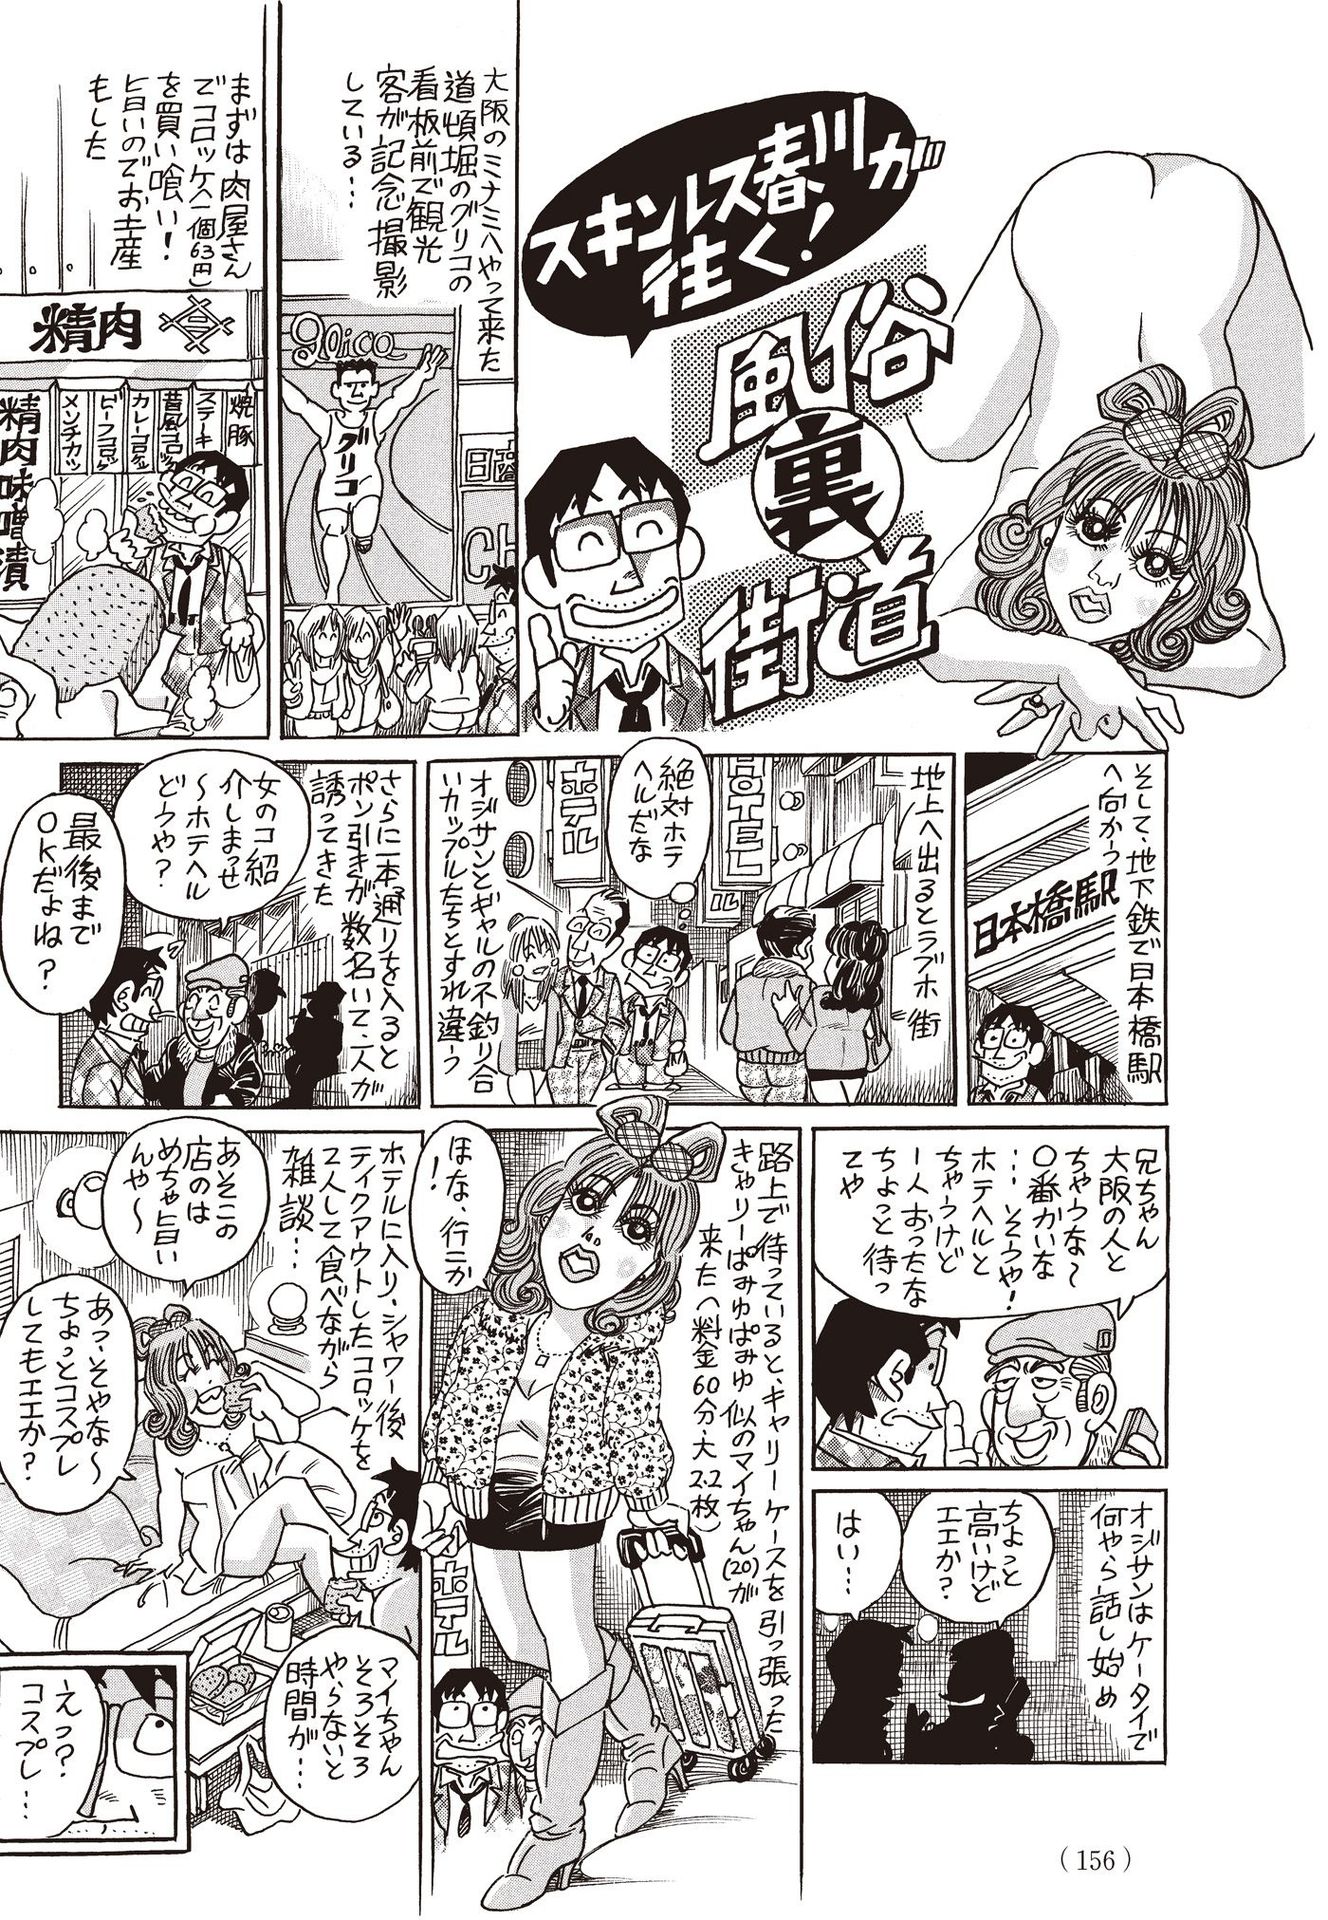 スキンレス春川が
往く!
風俗
裏
街道
大阪のミナミへやって来た
道頓堀のグリコの
看板前で観光
客が記念撮影
している…
glico
グリコ
まずは肉屋さん
でコロッケ(一個63円)
を買い喰い!
旨いのでお土産
もした
精肉
焼豚
ステーキ
昔風コロッケ
カレーコロッケ
ビーフコロッケ
メンチカツ
精肉味噌漬
そして、地下鉄で日本橋駅
へ向かう
日本橋駅
地上へ出るとラブホ街
HOTEL
ホテル
絶対ホテ
ヘルだな
オジサンとギャルの不釣り合
いカップルたちとすれ違う
さらに一本通りを入ると
ポン引きが数名いて、一人が
誘ってきた
女のコ紹
介しまっせ
〜ホテヘル
どうや?
最後まで
OKだよね?
兄ちゃん
大阪の人と
ちゃうな〜
○番かいな
…そうや!
ホテヘルと
ちゃうけど
一人おったな
ちょっと待っ
てや
オジサンはケータイで
何やら話し始め
ちょっと
高いけど
エエか?
はい…
路上で待っていると、キャリーケースを引っ張った
きゃりーぱみゅぱみゅ似のマイちゃん(20)が
来た(料金60分・大22枚)
ほな、行こか
!
ホテル
ホテルに入り、シャワー後
テイクアウトしたコロッケを
2人して食べながら
雑談…
あそこの
店のは
めちゃ旨い
んや〜
マイちゃん
そろそろ
やらないと
時間が…
あっ、そやな〜
ちょっとコスプレ
してもエエか?
えっ?
コスプレ…
(156)